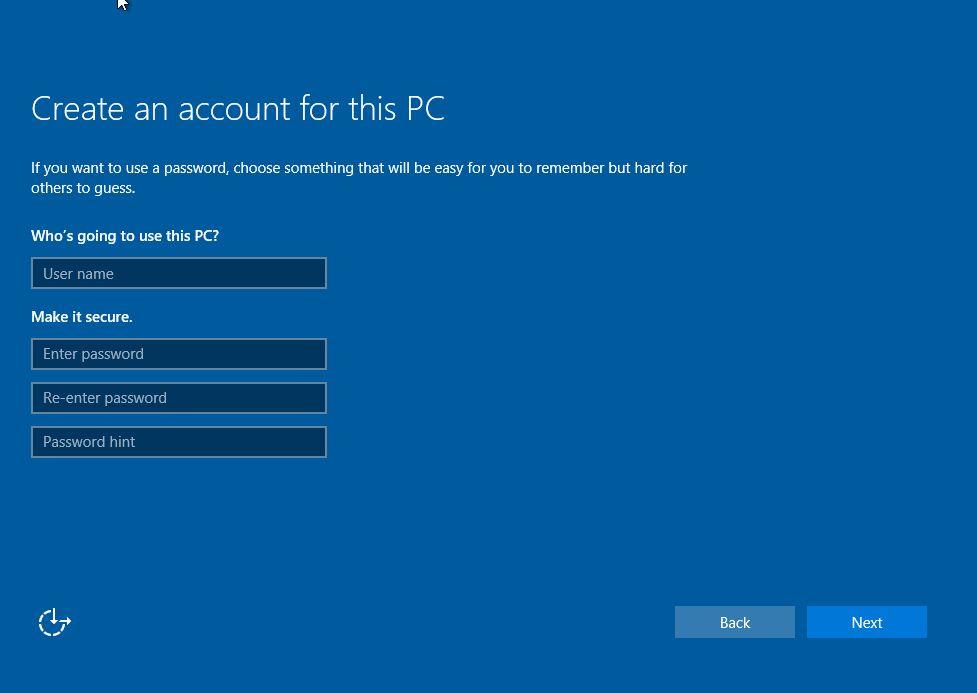 Create an account for this PC
If you want to use a password, choose something that will be easy for you to remember but hard for
others to guess.
Who's going to use this PC?
User name
Make it secure.
Enter password
Re-enter password
Password hint
Back
Next